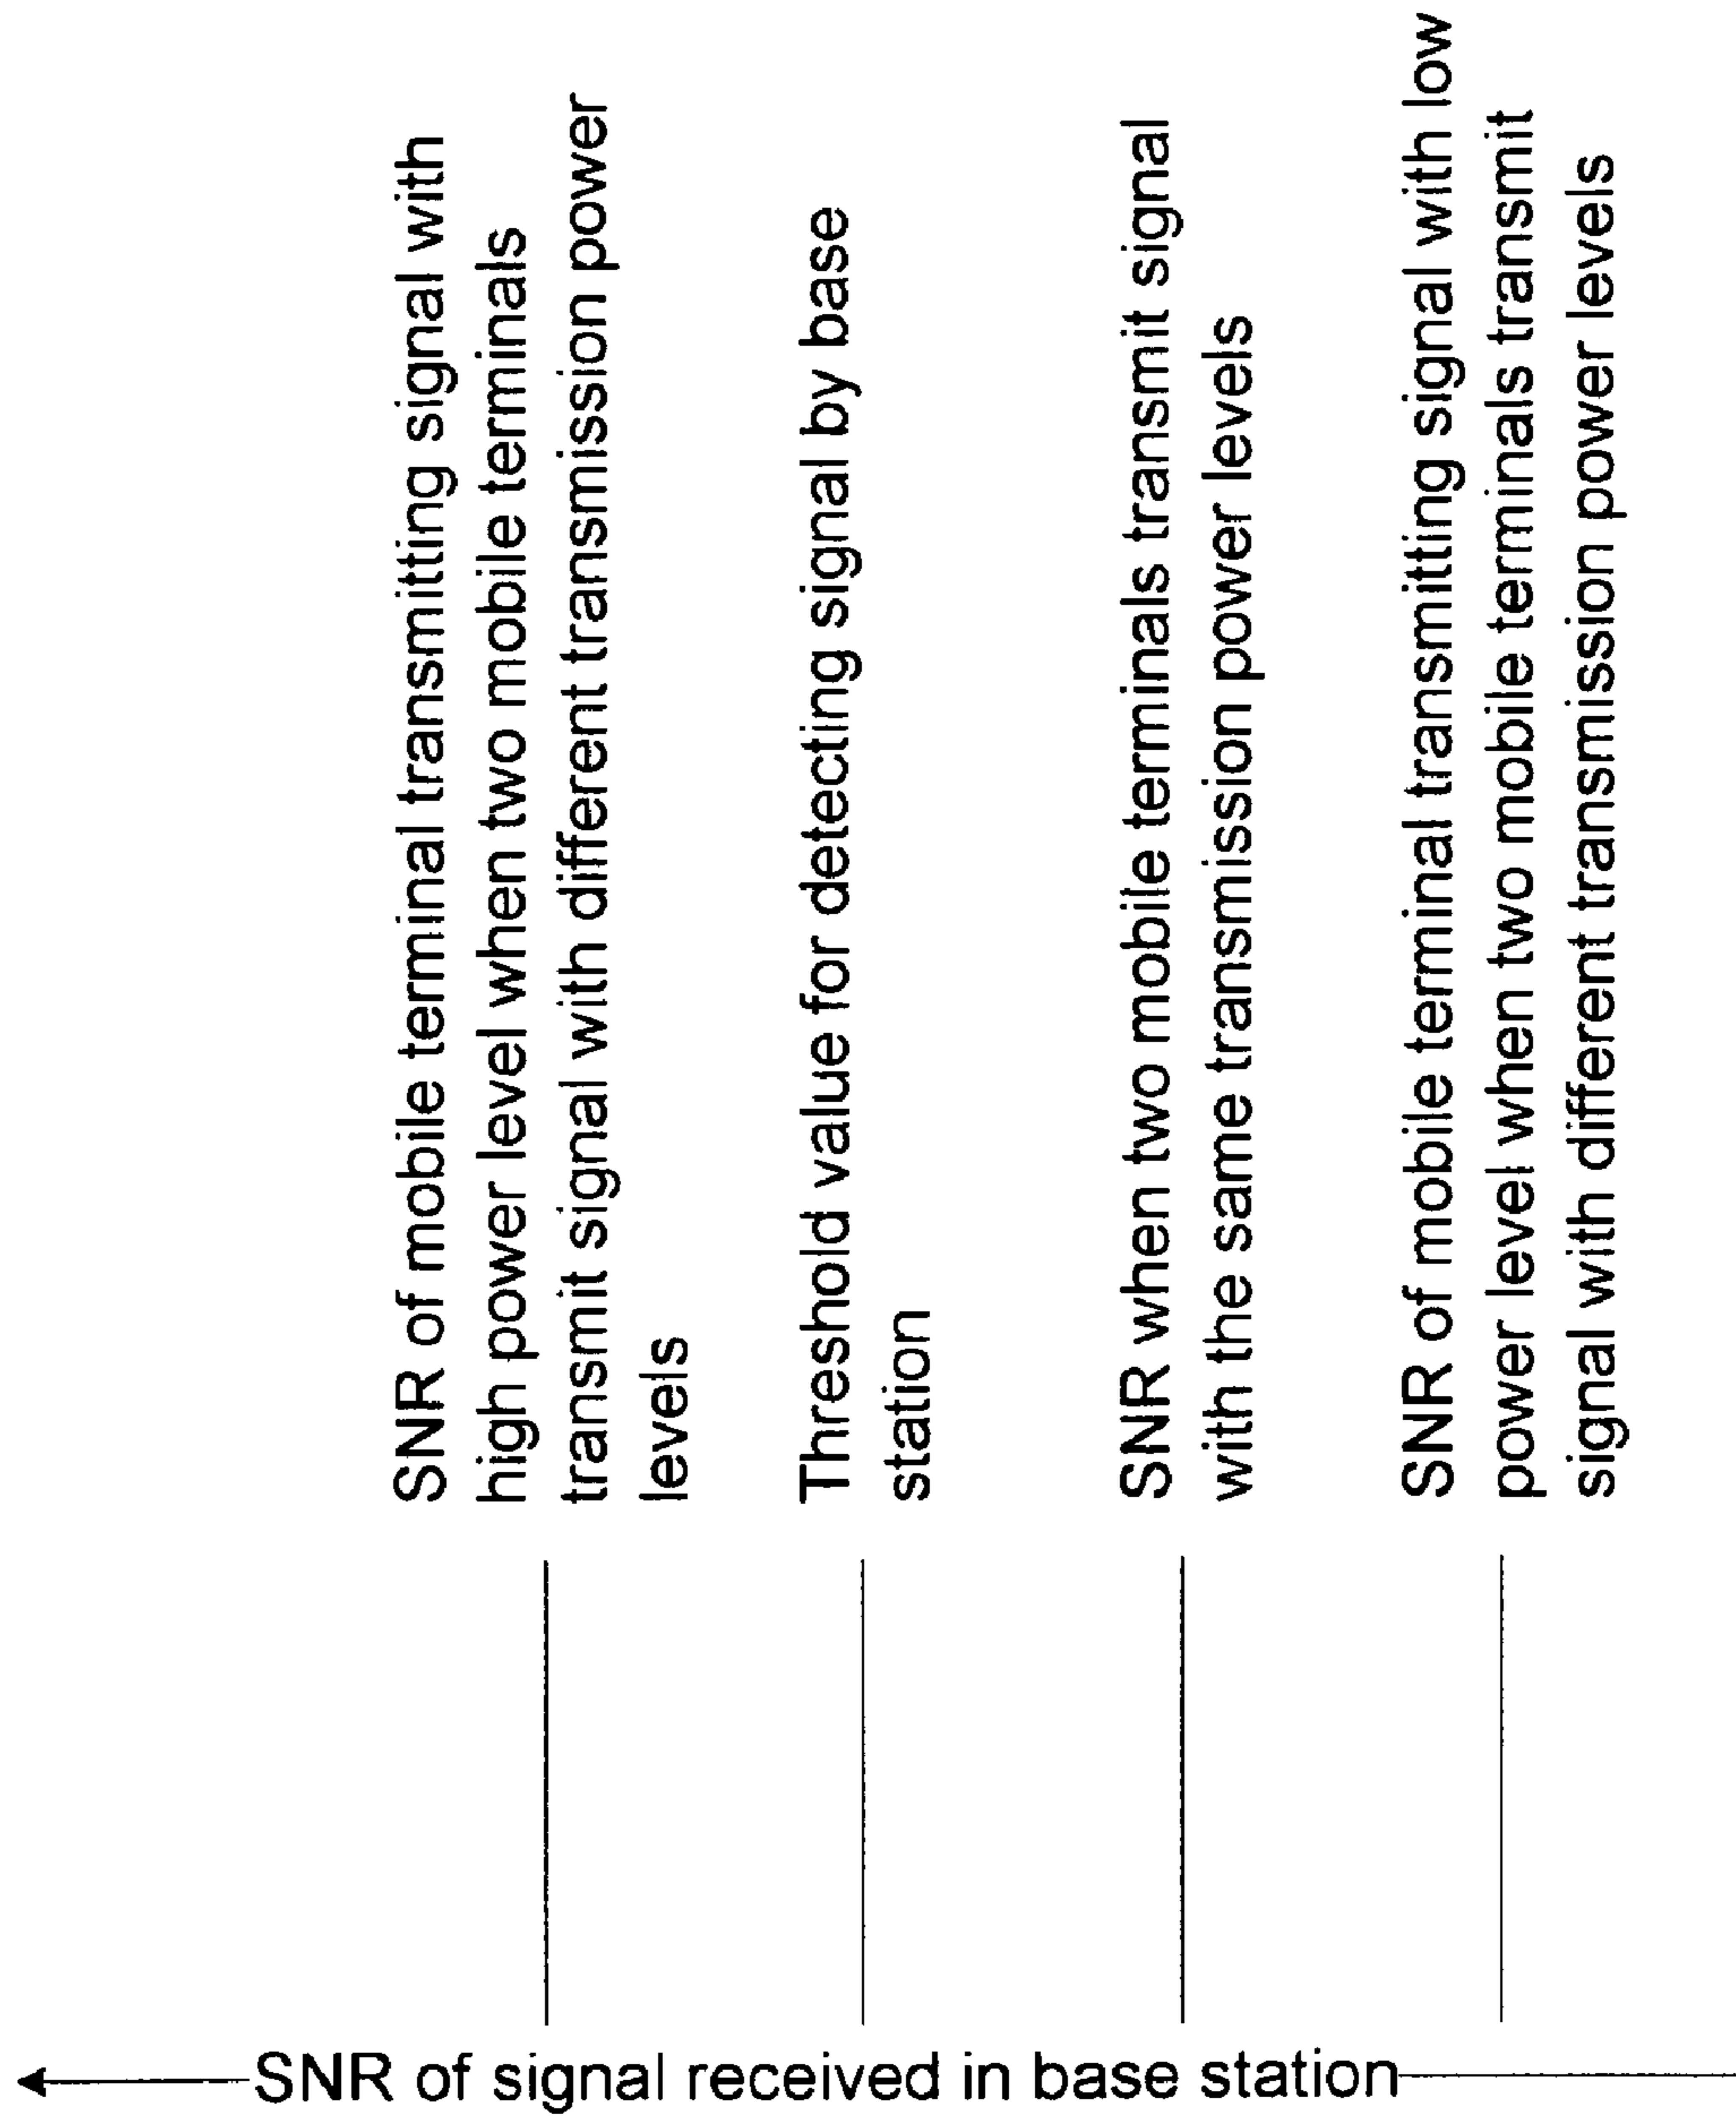 SNR of mobile terminal transmitting signal with
high power level when two mobile terminals
transmit signal with different transmission power
levels
Threshold value for detecting signal by base
station
SNR when two mobile terminals transmit signal
with the same transmission power levels
SNR of mobile terminal transmitting signal with low
power level when two mobile terminals transmit
signal with different transmission power levels
SNR of signal received in base station